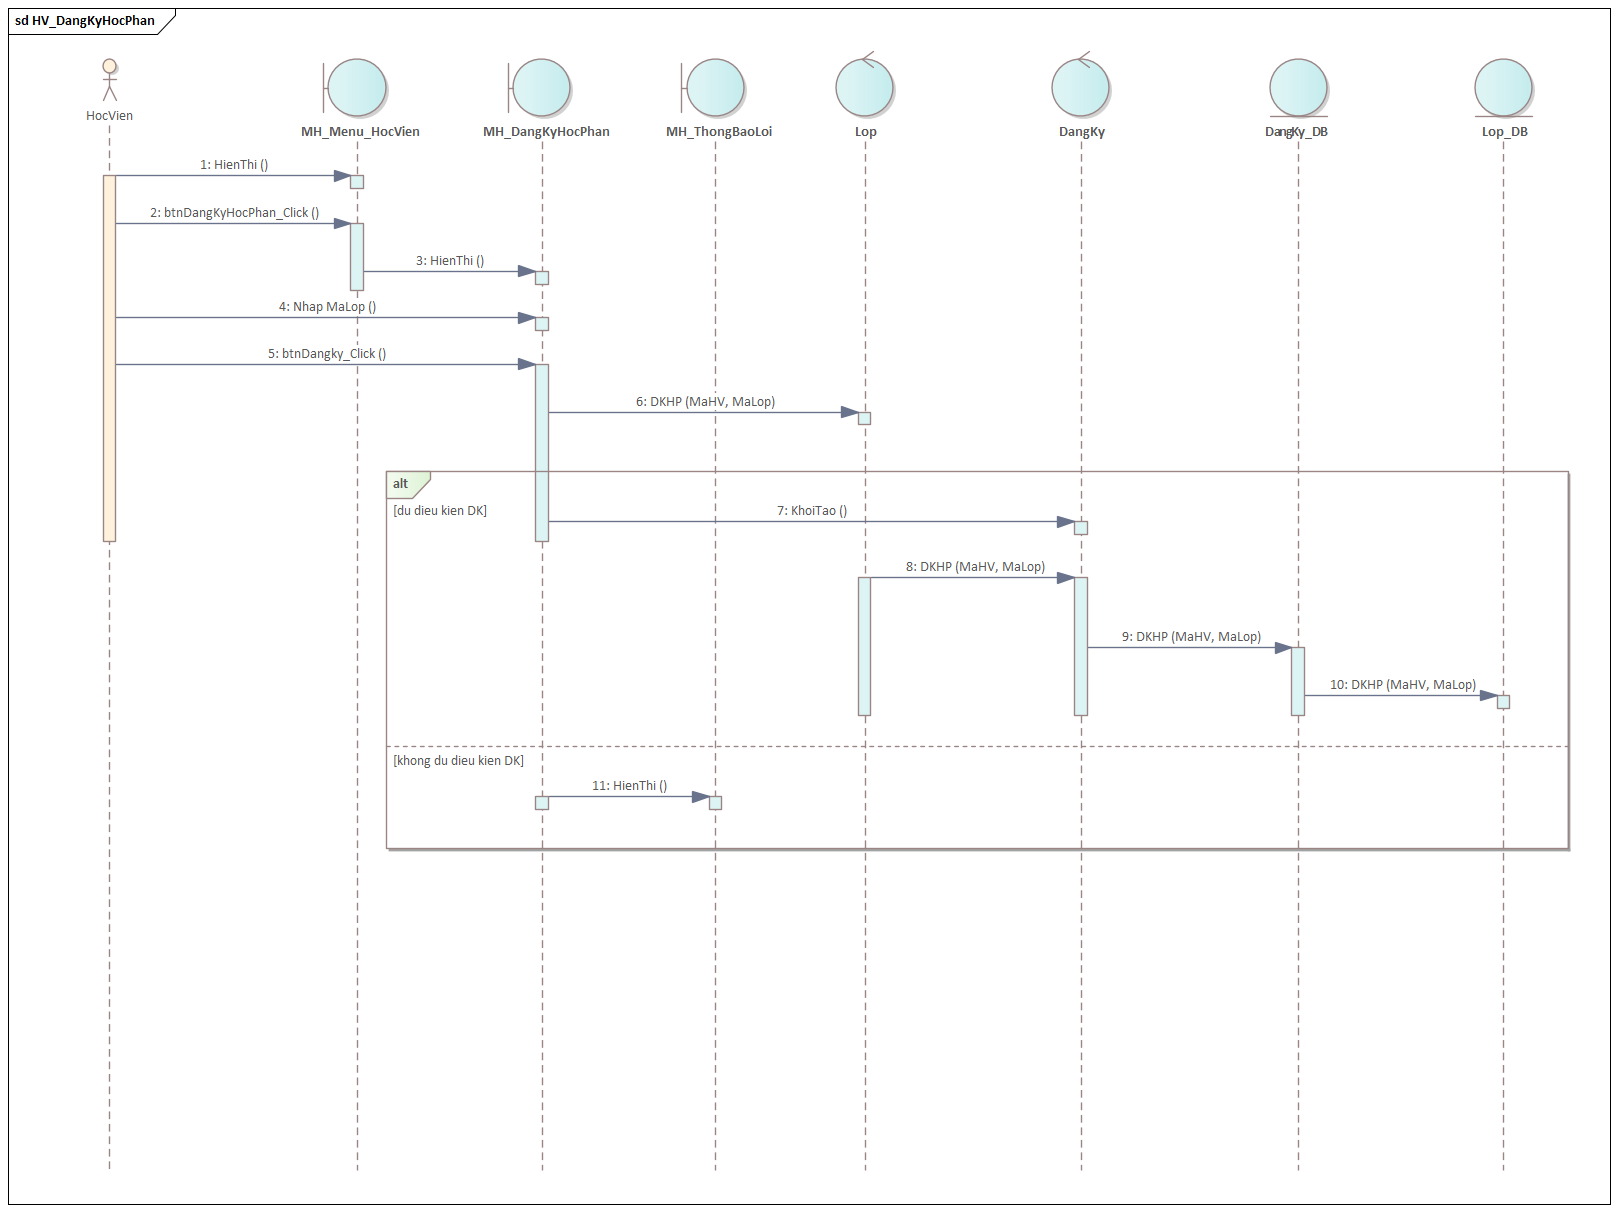 sd HV_DangKyHocPhan
HocVien
MH_Menu_HocVien
MH_DangKyHocPhan
MH_ThongBaoLoi
Lop
DangKy
DangKy_DB
Lop_DB
1: HienThi ()
2: btnDangKyHocPhan_Click ()
3: HienThi ()
4: Nhap MaLop ()
5: btnDangky_Click ()
6: DKHP (MaHV, MaLop)
alt
[du dieu kien DK]
7: KhoiTao ()
8: DKHP (MaHV, MaLop)
9: DKHP (MaHV, MaLop)
10: DKHP (MaHV, MaLop)
[khong du dieu kien DK]
11: HienThi ()